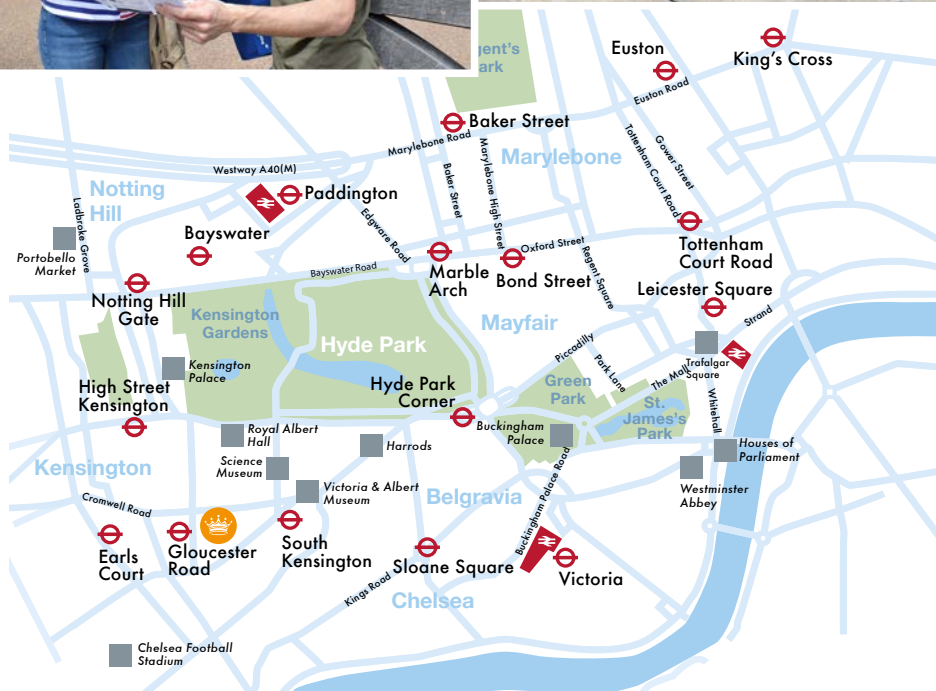 Euston
King's Cross
gent's
ark
Euston Road
Baker Street
Marylebone Road
Marylebone
Westway A40(M)
Notting
Hill
Paddington
Tottenham Court Road
Gower Street
Baker Street
Marylebone High Street
Ladbroke Grove
Edgware Road
Bayswater
Portobello
Market
Oxford Street
Tottenham
Court Road
Marble
Arch
Bond Street
Regent Square
Bayswater Road
Leicester Square
Notting Hill
Gate
Kensington
Gardens
Mayfair
Strand
Hyde Park
Piccadilly
Trafalgar
Square
Kensington
Palace
Park Lane
The Mall
High Street
Kensington
Hyde Park
Corner
Green
Park
St.
James's
Park
Whitehall
Royal Albert
Hall
Buckingham
Palace
Harrods
Houses of
Parliament
Kensington
Science
Museum
Victoria & Albert
Museum
Belgravia
Westminster
Abbey
Cromwell Road
Buckingham Palace Road
Earls
Court
Gloucester
Road
South
Kensington
Sloane Square
Victoria
Kings Road
Chelsea
Chelsea Football
Stadium